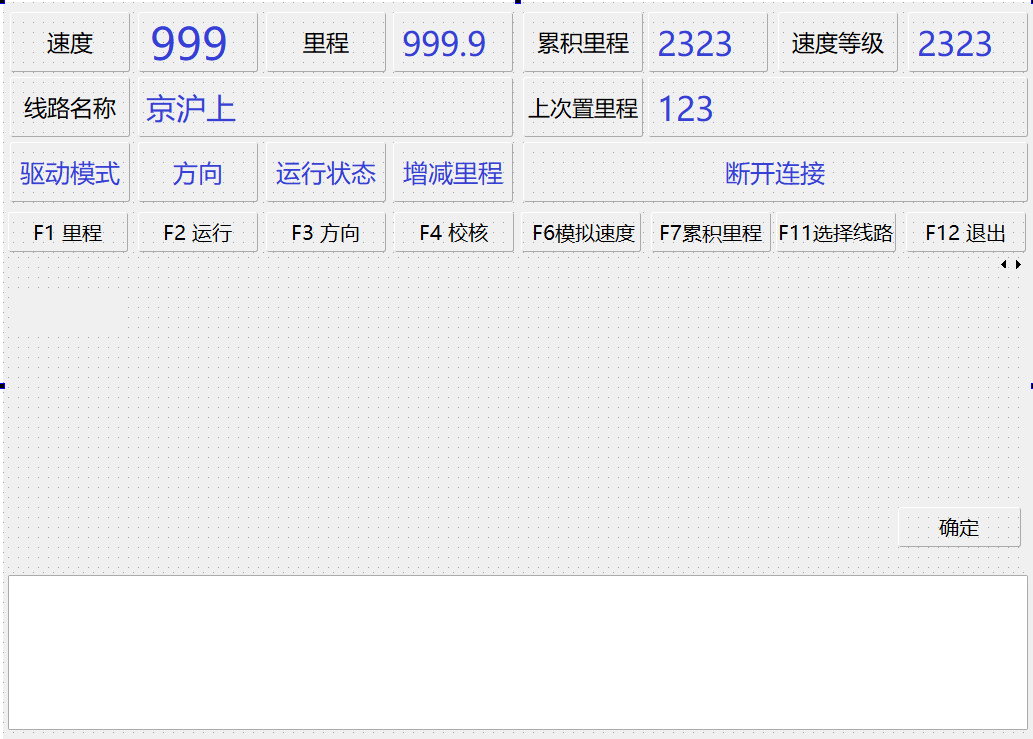 速度 999 里程 999.9 累积里程 2323 速度等级 2323
线路名称 京沪上 上次置里程 123
驱动模式 方向 运行状态 增减里程 断开连接
F1 里程 F2 运行 F3 方向 F4 校核 F6模拟速度 F7累积里程 F11选择线路 F12 退出
确定